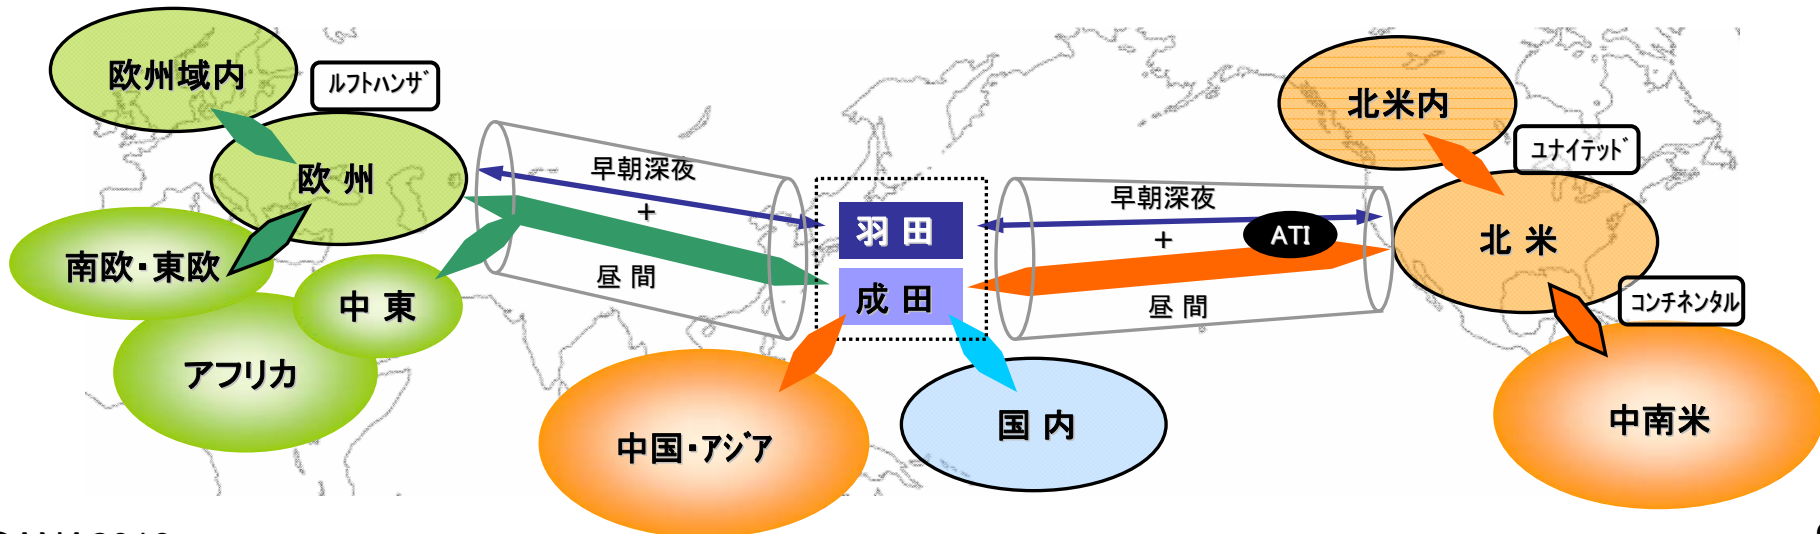 欧州域内
ルフトハンザ
欧 州
南欧・東欧
中 東
アフリカ
早朝深夜
+
昼 間
羽 田
成 田
中国・アジア
国 内
早朝深夜
+
ATI
昼 間
北米内
ユナイテッド
北 米
コンチネンタル
中南米